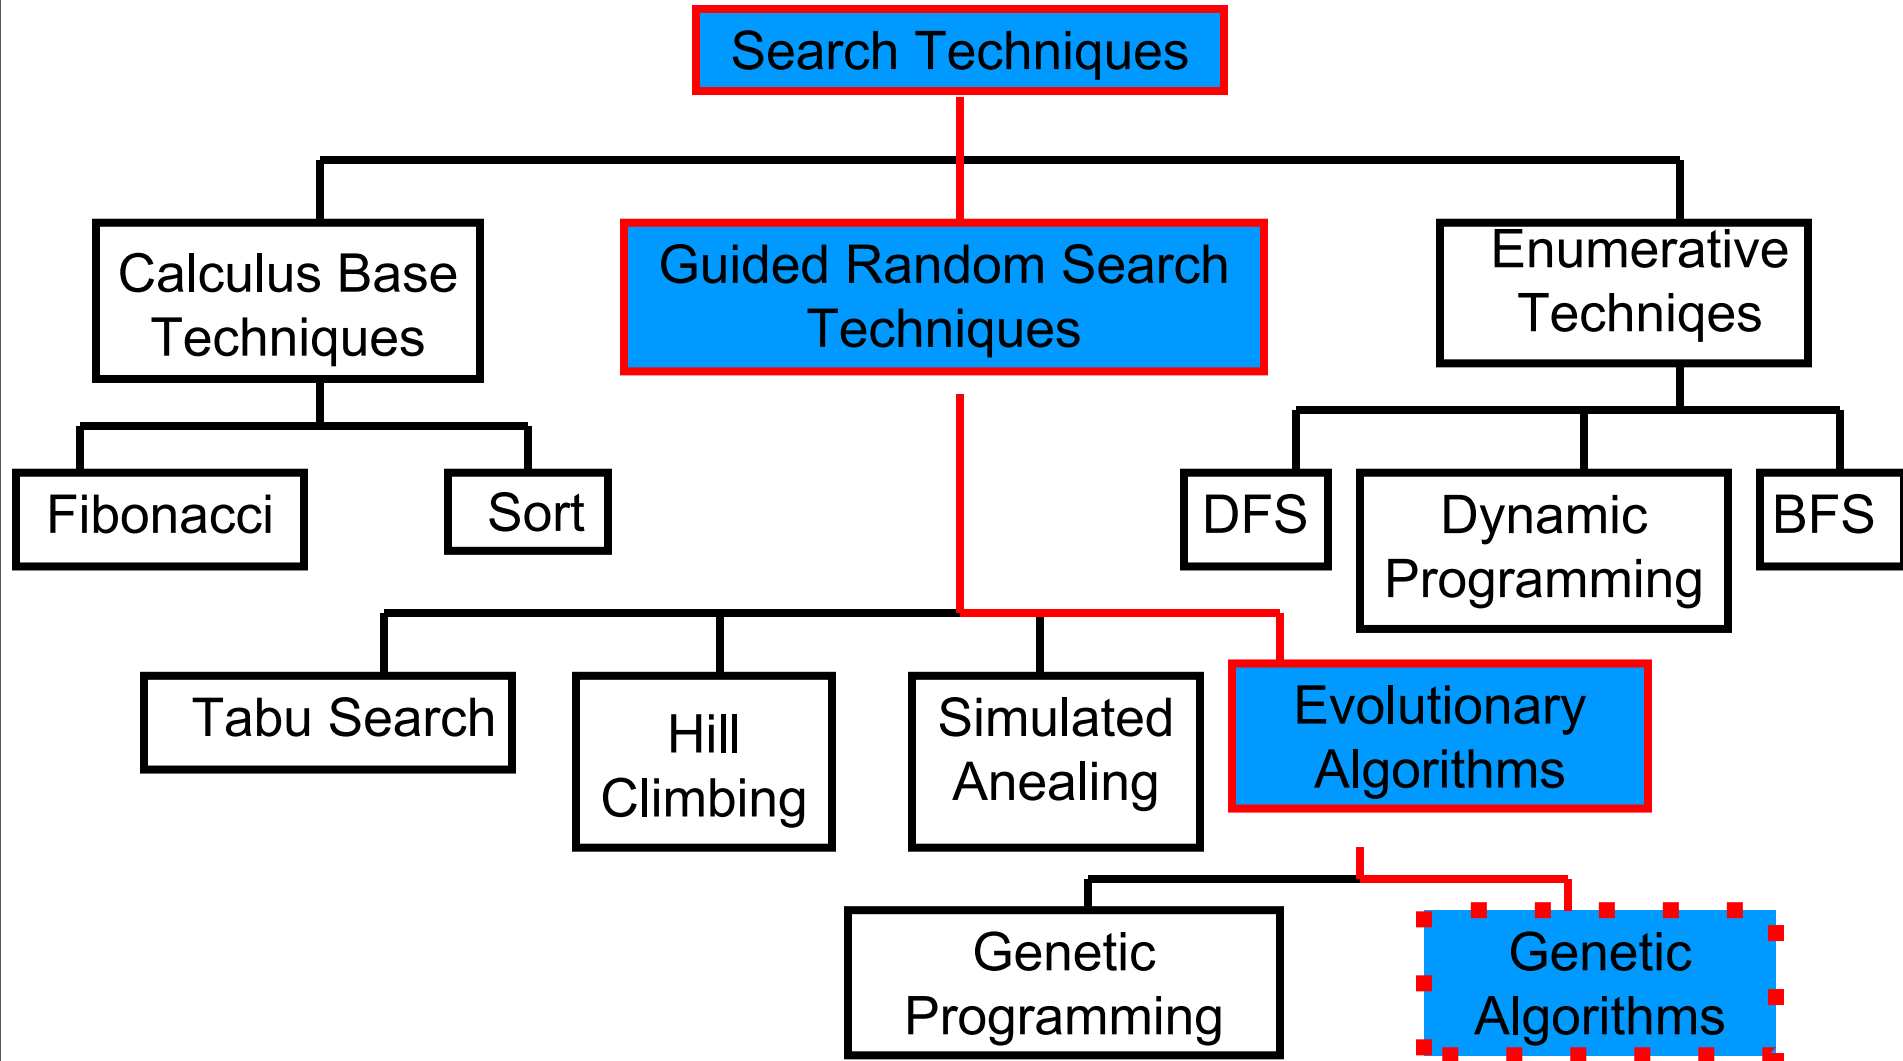 Search Techniques
Calculus Base
Techniques
Guided Random Search
Techniques
Enumerative
Techniqes
Fibonacci
Sort
DFS
Dynamic
Programming
BFS
Tabu Search
Hill
Climbing
Simulated
Anealing
Evolutionary
Algorithms
Genetic
Programming
Genetic
Algorithms